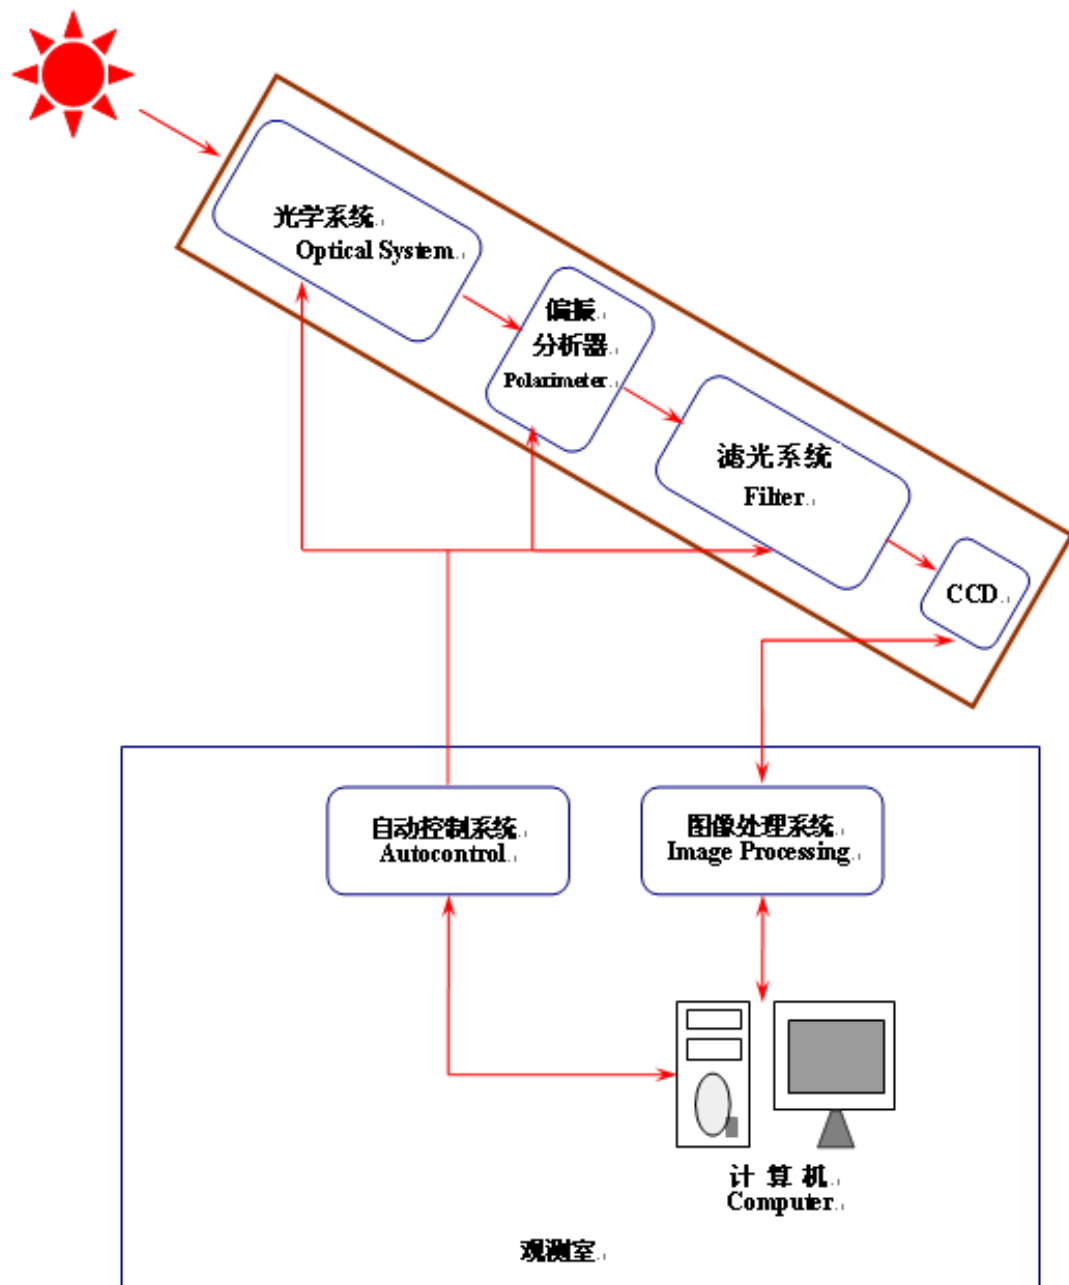 光学系统
Optical System
偏振
分析器
Polarimeter
滤光系统
Filter
CCD
自动控制系统
Autocontrol
图像处理系统
Image Processing
计 算 机
Computer
观测室